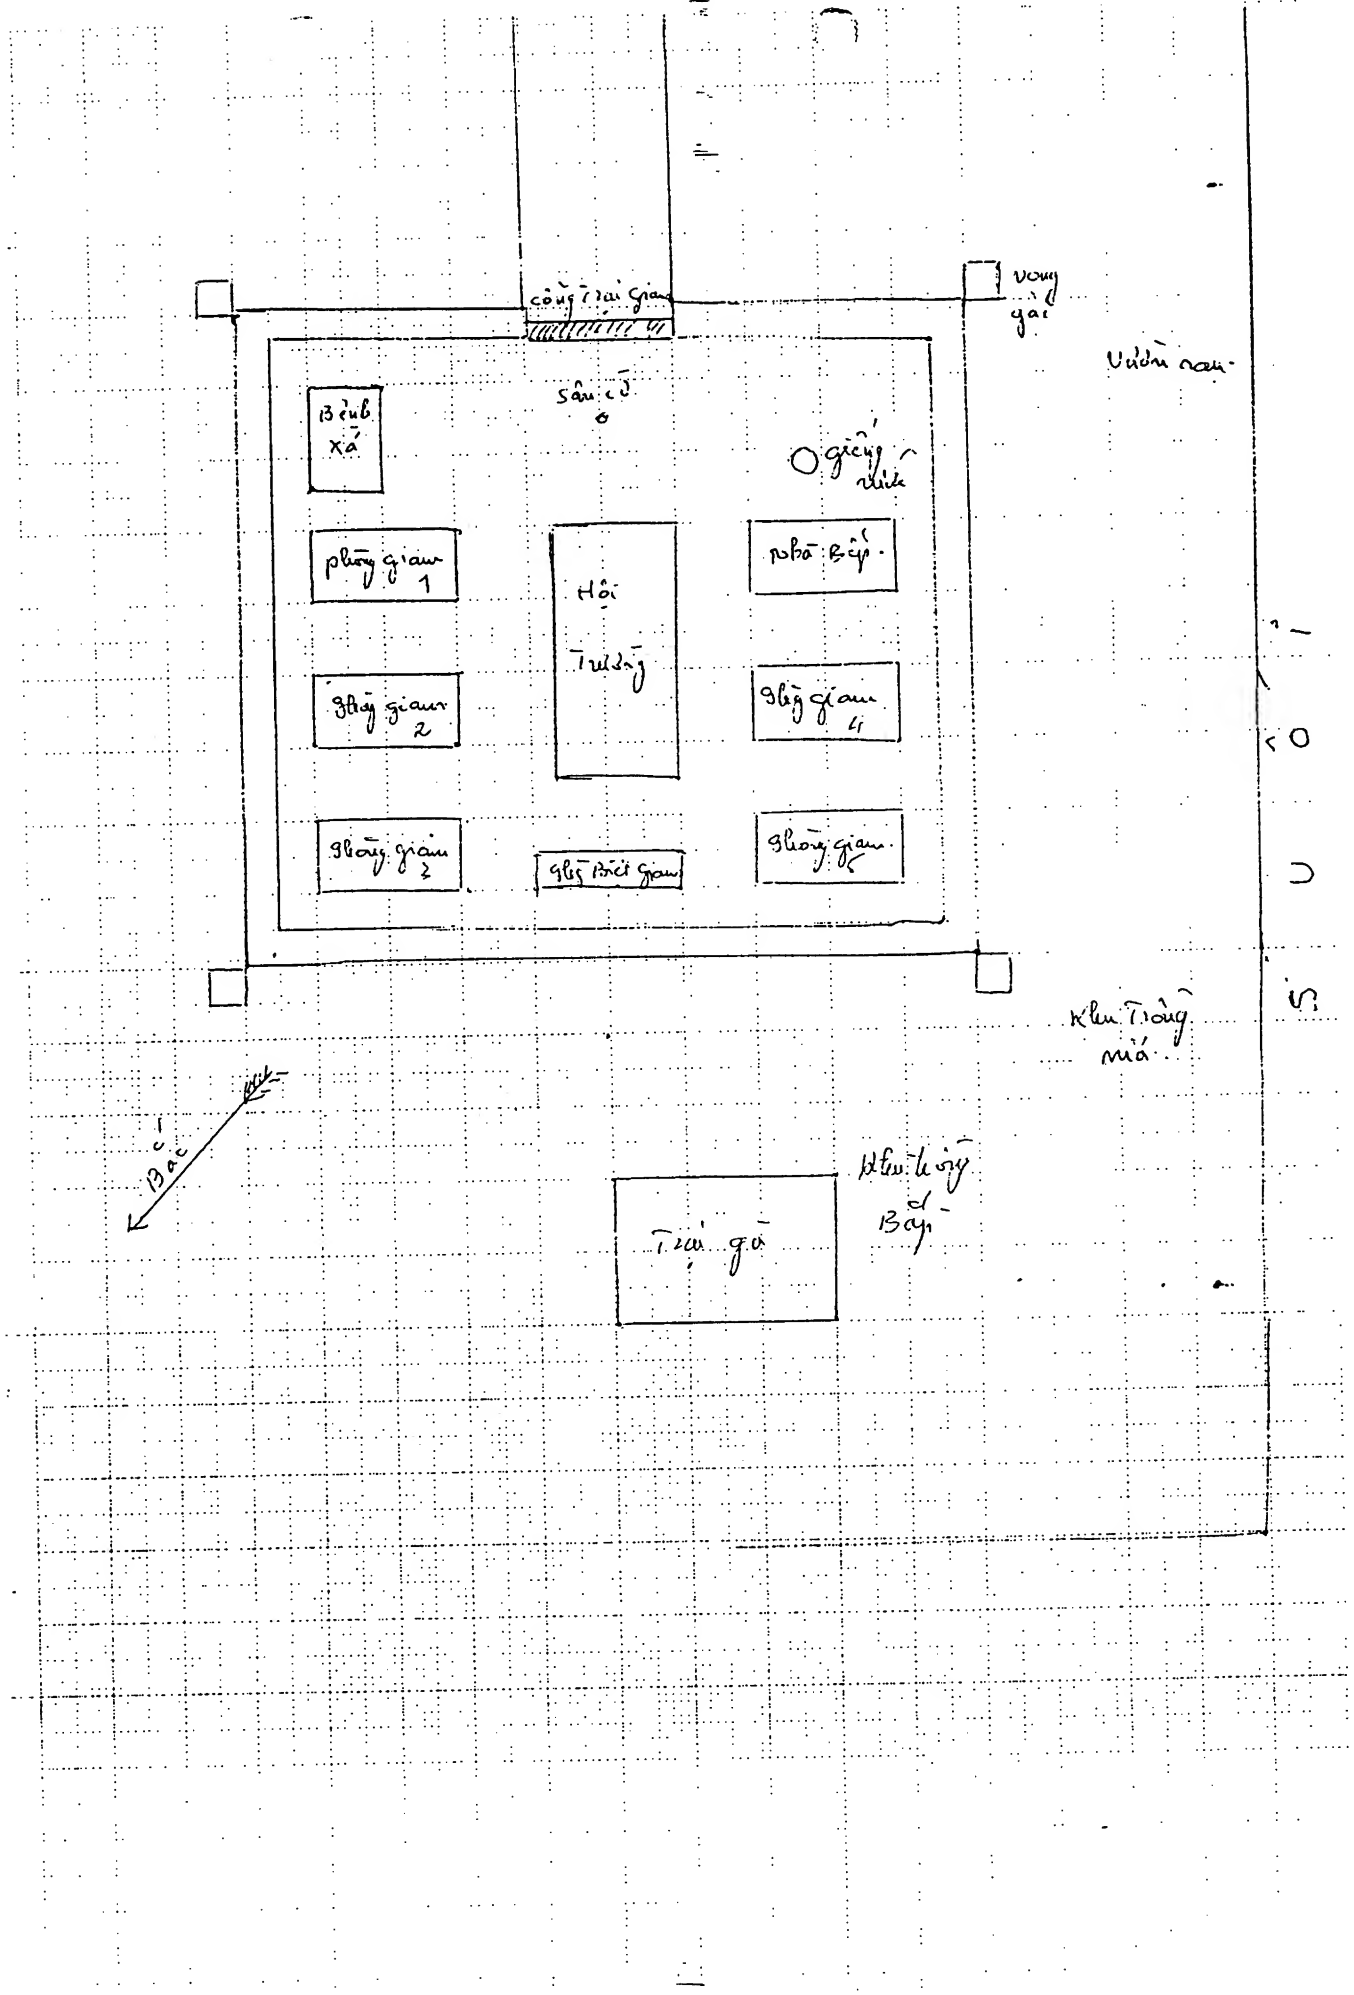 Cổng Trại Giam
Vọng
gác
Vườn rau
Sân cờ
Bệnh
xá
giếng
nước
phòng giam
1
Hội
Trường
Nhà Bếp
Phòng giam
2
Phòng giam
4
Phòng giam
3
Phg Biệt Giam
Phòng giam
5
SUỐI
Khu Trồng
mía
Bắc
Khu trồng
Bắp
Trại gà